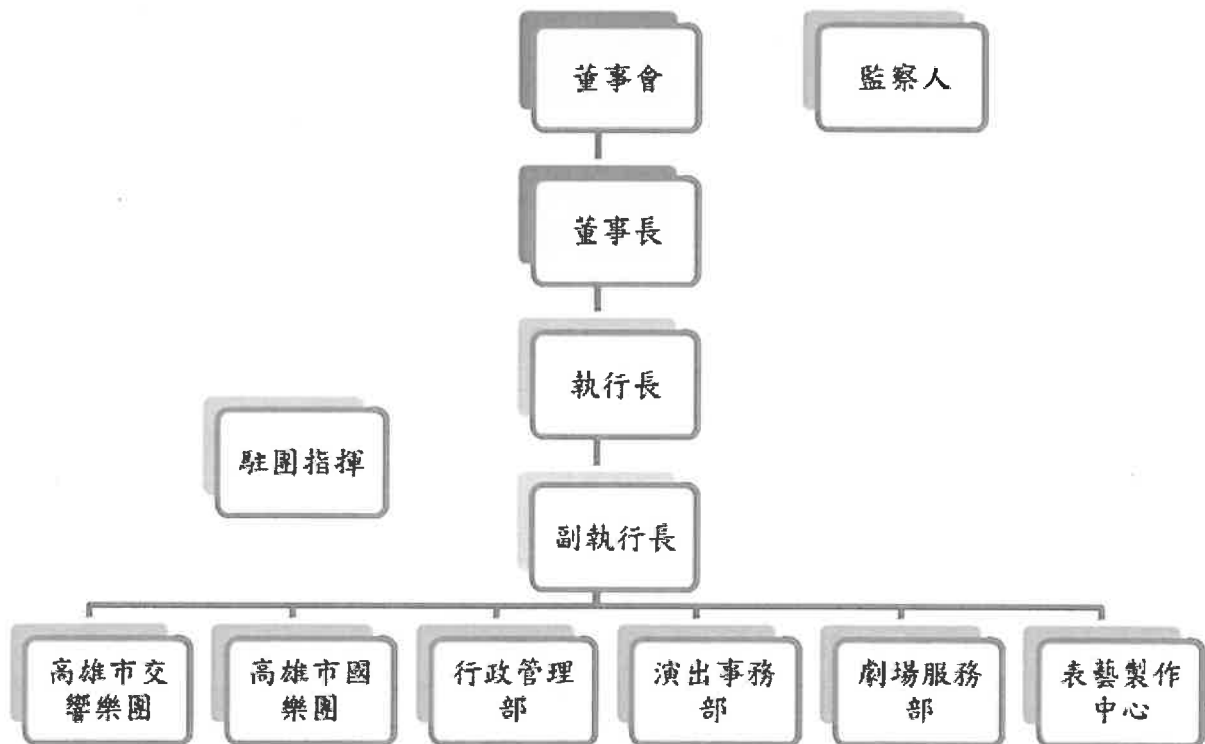 董事會
監察人
董事長
執行長
駐團指揮
副執行長
高雄市交
響樂團
高雄市國
樂團
行政管理
部
演出事務
部
劇場服務
部
表藝製作
中心